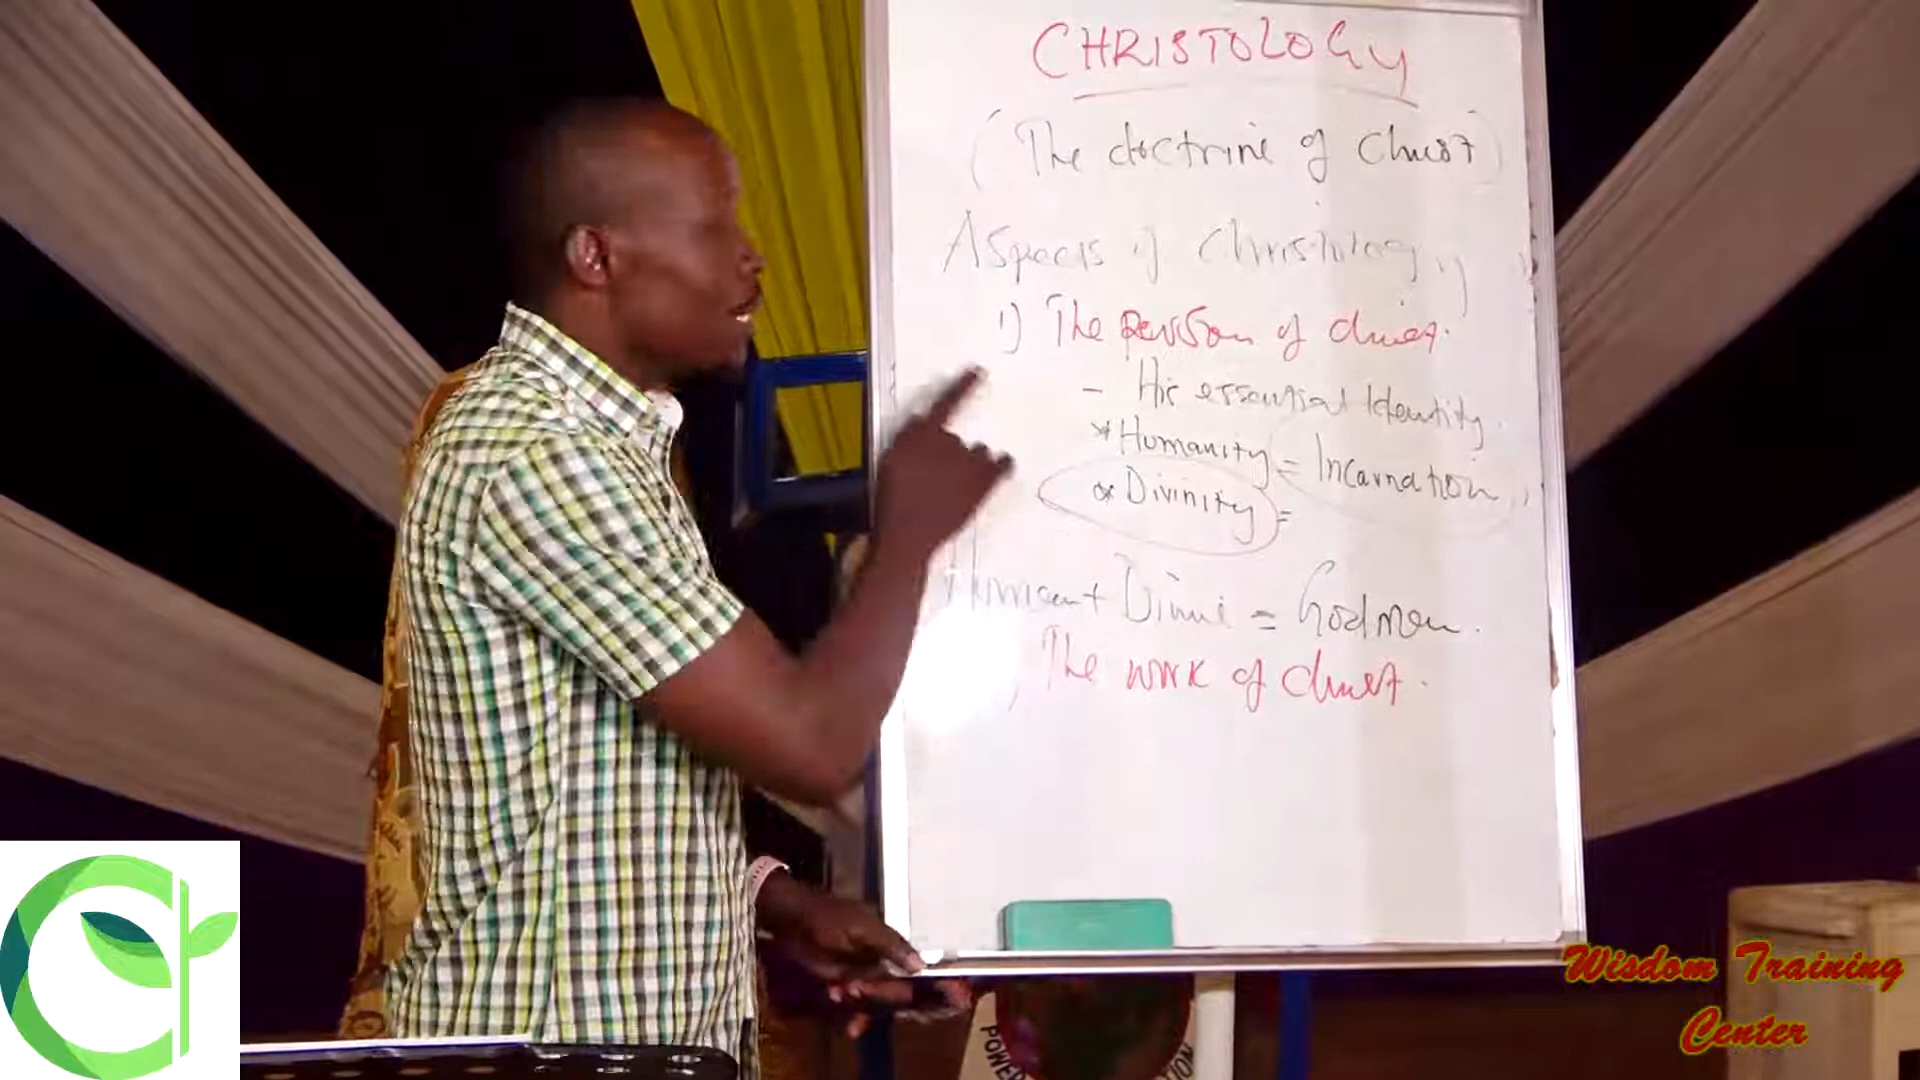 CHRISTOLOGY
(The doctrine of Christ)
Aspects of Christology
1) The person of Christ.
- His essential Identity.
* Humanity = Incarnation
* Divinity =
Human + Divine = Godman.
) The work of Christ.
Wisdom Training
Center
POWER